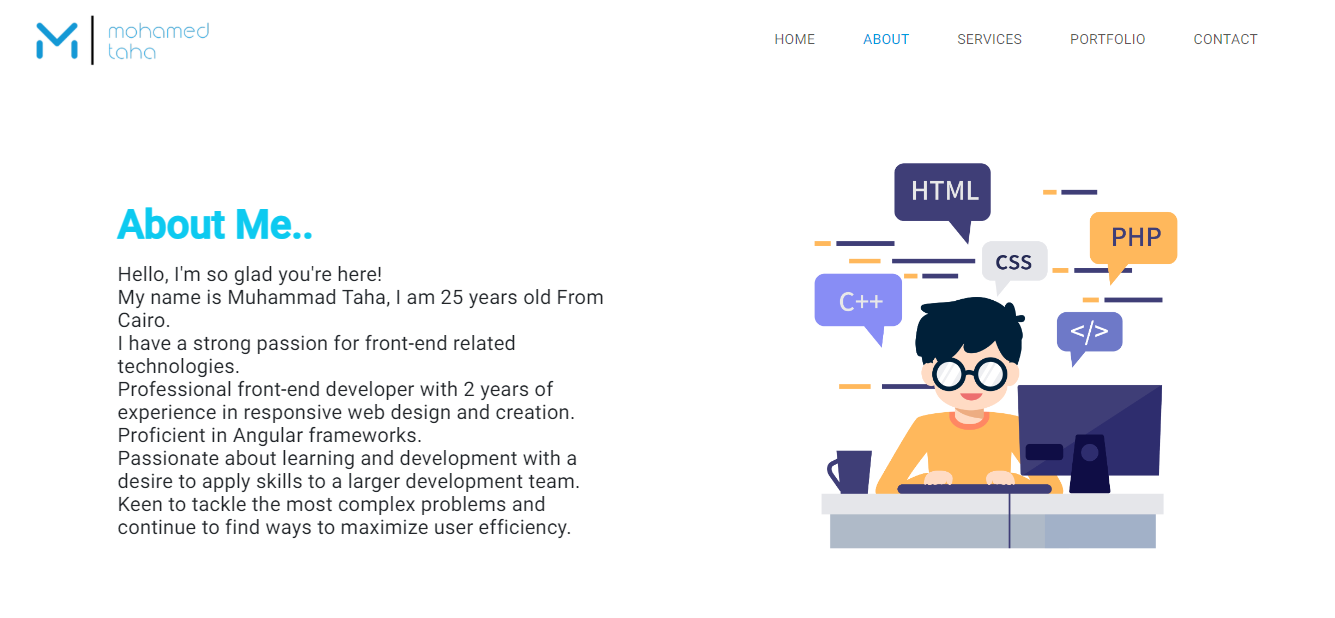 mohamed
taha
HOME ABOUT SERVICES PORTFOLIO CONTACT
About Me..
Hello, I'm so glad you're here!
My name is Muhammad Taha, I am 25 years old From
Cairo.
I have a strong passion for front-end related
technologies.
Professional front-end developer with 2 years of
experience in responsive web design and creation.
Proficient in Angular frameworks.
Passionate about learning and development with a
desire to apply skills to a larger development team.
Keen to tackle the most complex problems and
continue to find ways to maximize user efficiency.
HTML
PHP
CSS
C++
</>